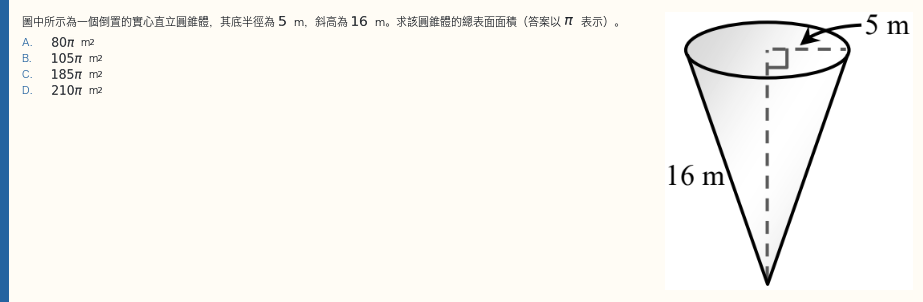 圖中所示為一個倒置的實心直立圓錐體，其底半徑為 5 m，斜高為 16 m。求該圓錐體的總表面面積（答案以 π 表示）。
A. 80π m²
B. 105π m²
C. 185π m²
D. 210π m²
5 m
16 m